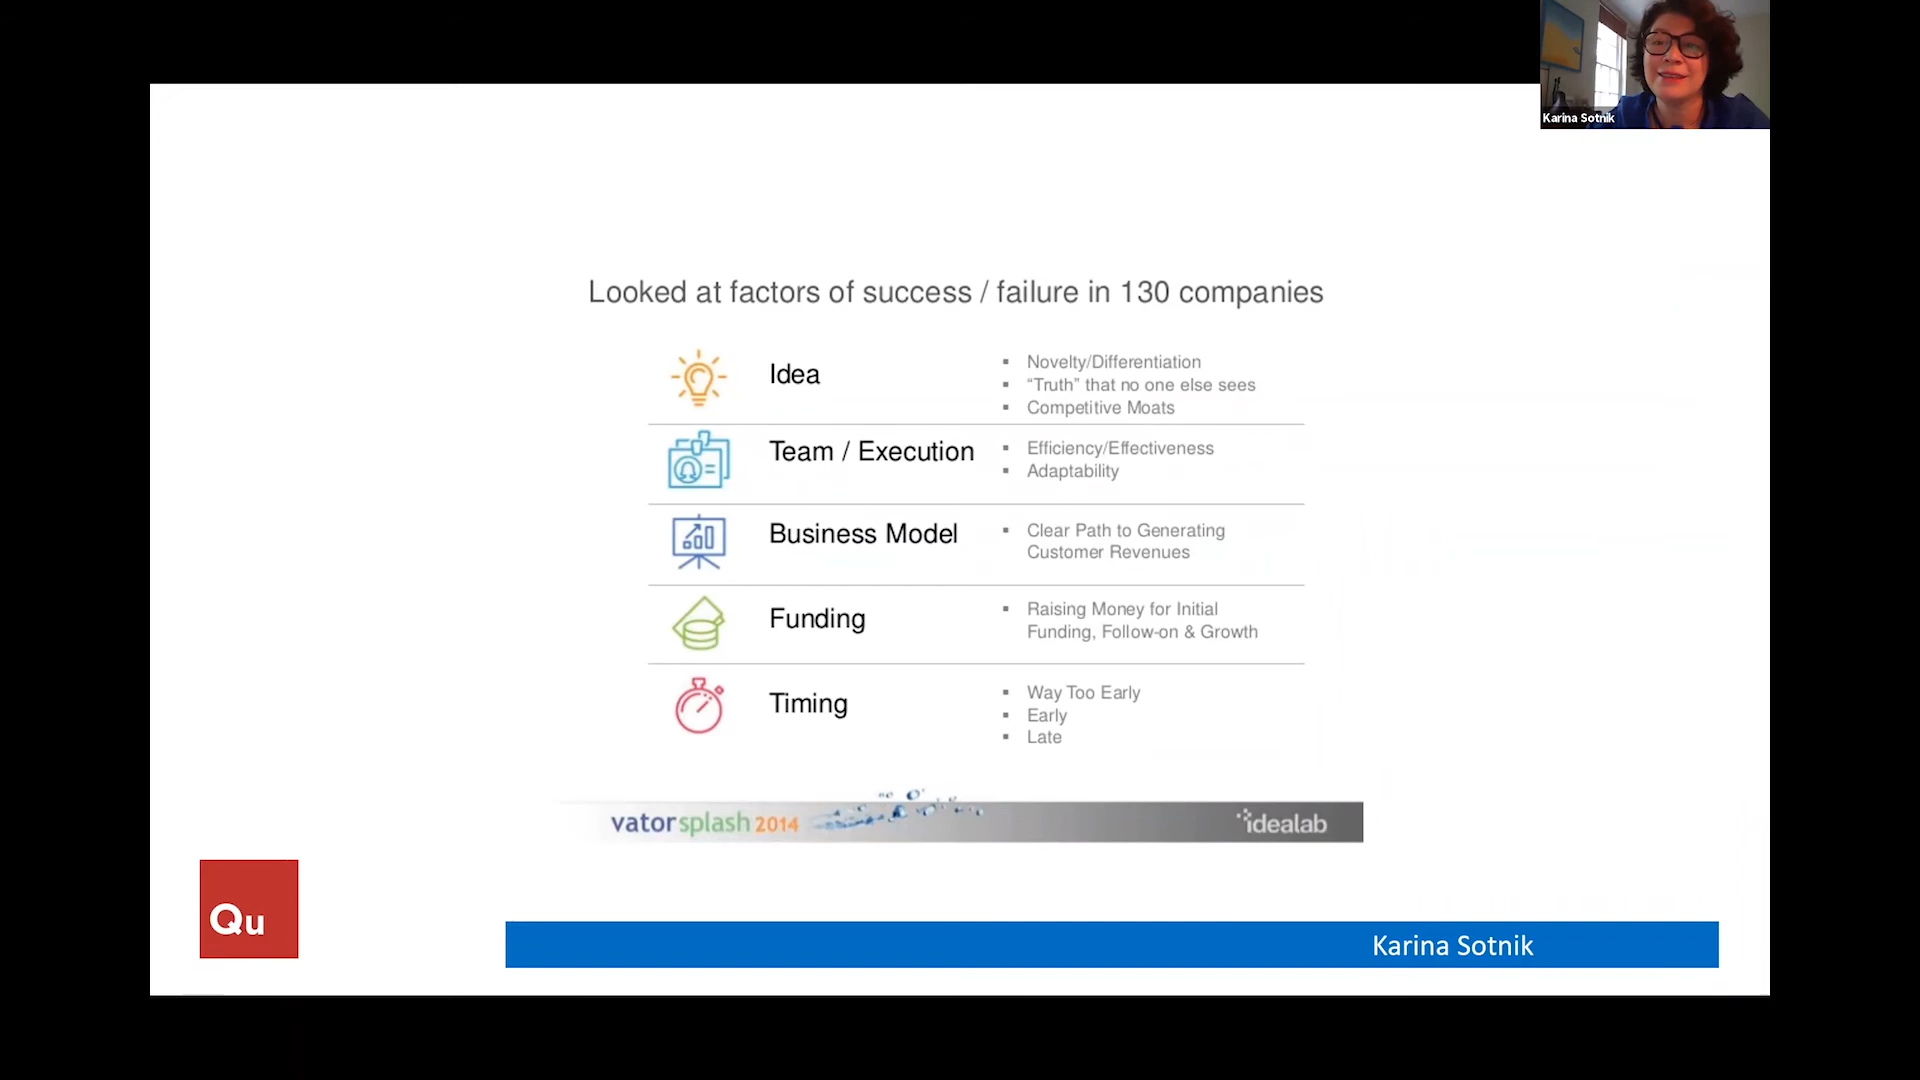 Karina Sotnik
Looked at factors of success / failure in 130 companies
Idea
▪ Novelty/Differentiation
▪ “Truth” that no one else sees
▪ Competitive Moats
Team / Execution
▪ Efficiency/Effectiveness
▪ Adaptability
Business Model
▪ Clear Path to Generating
Customer Revenues
Funding
▪ Raising Money for Initial
Funding, Follow-on & Growth
Timing
▪ Way Too Early
▪ Early
▪ Late
vatorsplash 2014
idealab
Qu
Karina Sotnik